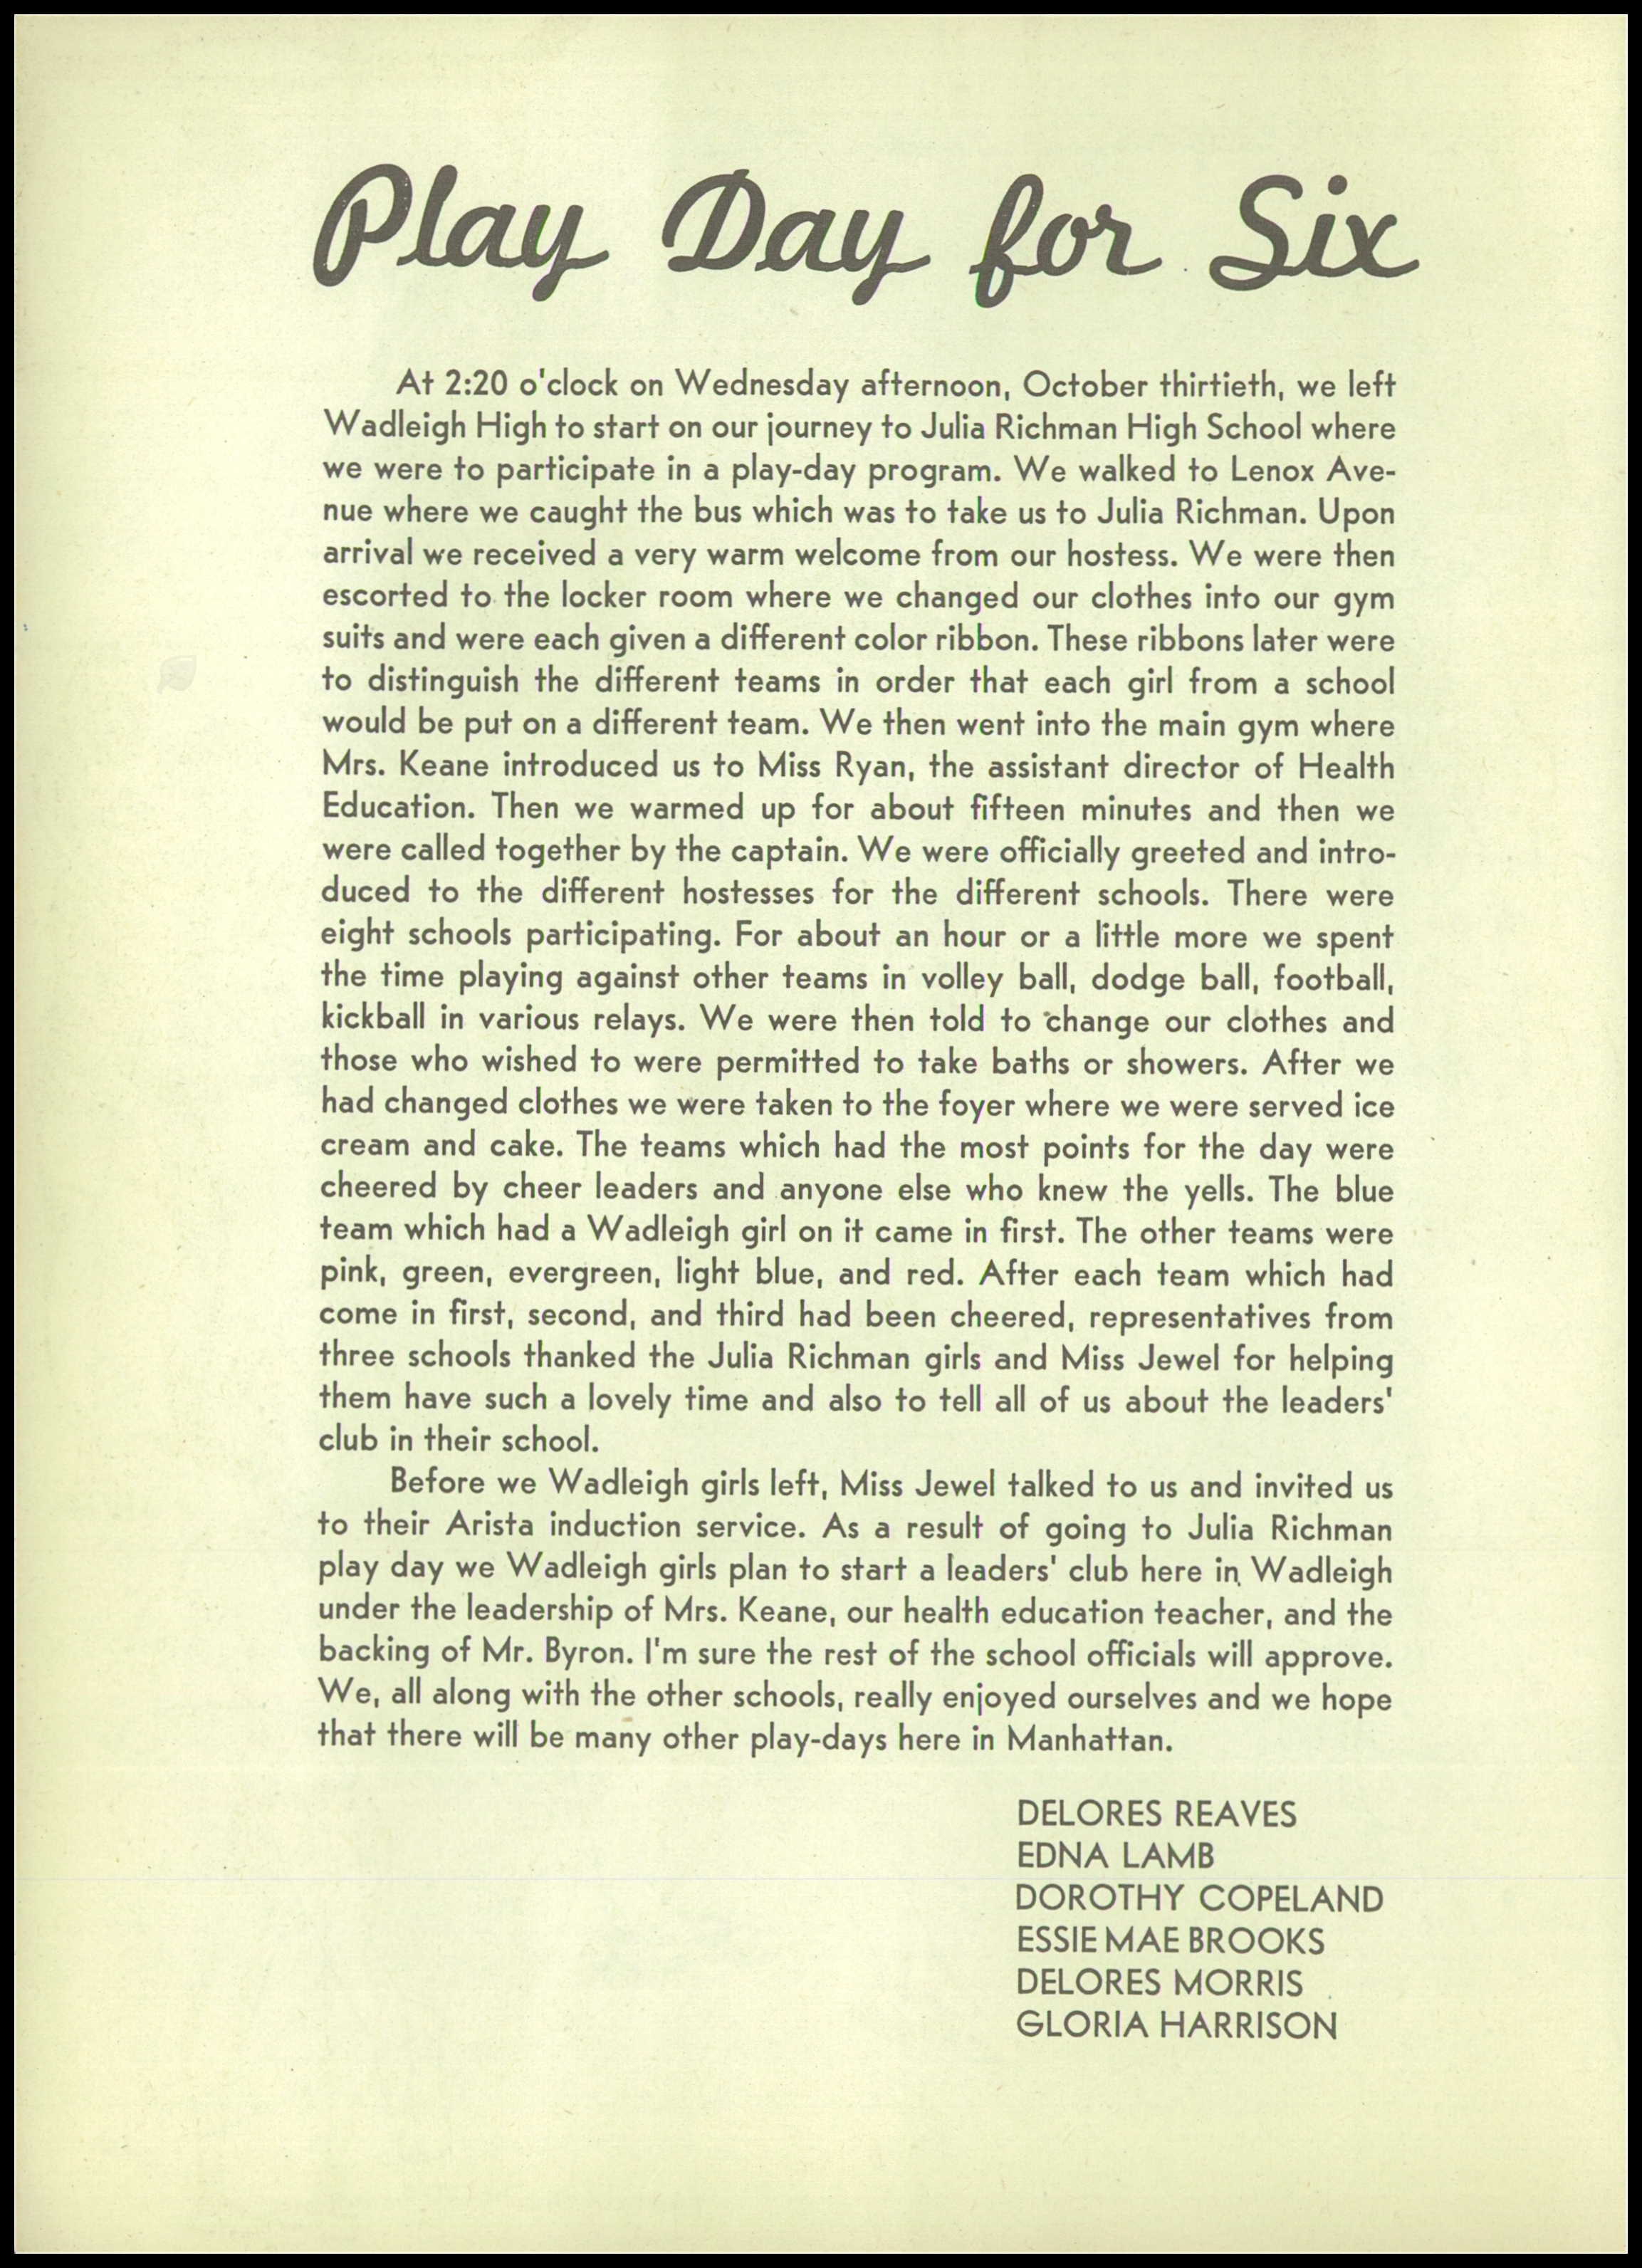 Play Day for Six
At 2:20 o'clock on Wednesday afternoon, October thirtieth, we left
Wadleigh High to start on our journey to Julia Richman High School where
we were to participate in a play-day program. We walked to Lenox Ave-
nue where we caught the bus which was to take us to Julia Richman. Upon
arrival we received a very warm welcome from our hostess. We were then
escorted to the locker room where we changed our clothes into our gym
suits and were each given a different color ribbon. These ribbons later were
to distinguish the different teams in order that each girl from a school
would be put on a different team. We then went into the main gym where
Mrs. Keane introduced us to Miss Ryan, the assistant director of Health
Education. Then we warmed up for about fifteen minutes and then we
were called together by the captain. We were officially greeted and intro-
duced to the different hostesses for the different schools. There were
eight schools participating. For about an hour or a little more we spent
the time playing against other teams in volley ball, dodge ball, football,
kickball in various relays. We were then told to change our clothes and
those who wished to were permitted to take baths or showers. After we
had changed clothes we were taken to the foyer where we were served ice
cream and cake. The teams which had the most points for the day were
cheered by cheer leaders and anyone else who knew the yells. The blue
team which had a Wadleigh girl on it came in first. The other teams were
pink, green, evergreen, light blue, and red. After each team which had
come in first, second, and third had been cheered, representatives from
three schools thanked the Julia Richman girls and Miss Jewel for helping
them have such a lovely time and also to tell all of us about the leaders'
club in their school.
Before we Wadleigh girls left, Miss Jewel talked to us and invited us
to their Arista induction service. As a result of going to Julia Richman
play day we Wadleigh girls plan to start a leaders' club here in Wadleigh
under the leadership of Mrs. Keane, our health education teacher, and the
backing of Mr. Byron. I'm sure the rest of the school officials will approve.
We, all along with the other schools, really enjoyed ourselves and we hope
that there will be many other play-days here in Manhattan.
DELORES REAVES
EDNA LAMB
DOROTHY COPELAND
ESSIE MAE BROOKS
DELORES MORRIS
GLORIA HARRISON